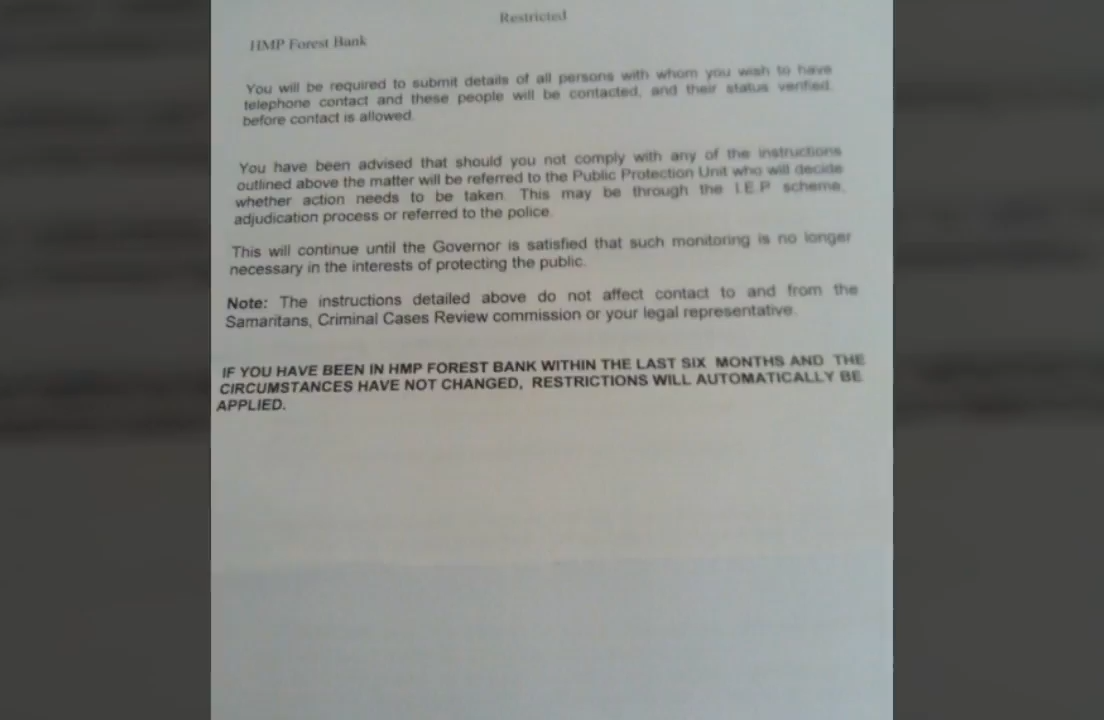 Restricted
HMP Forest Bank
You will be required to submit details of all persons with whom you wish to have
telephone contact and these people will be contacted, and their status verified,
before contact is allowed.
You have been advised that should you not comply with any of the instructions
outlined above the matter will be referred to the Public Protection Unit who will decide
whether action needs to be taken. This may be through the I.E.P scheme,
adjudication process or referred to the police.
This will continue until the Governor is satisfied that such monitoring is no longer
necessary in the interests of protecting the public.
Note: The instructions detailed above do not affect contact to and from the
Samaritans, Criminal Cases Review commission or your legal representative.
IF YOU HAVE BEEN IN HMP FOREST BANK WITHIN THE LAST SIX MONTHS AND THE
CIRCUMSTANCES HAVE NOT CHANGED, RESTRICTIONS WILL AUTOMATICALLY BE
APPLIED.